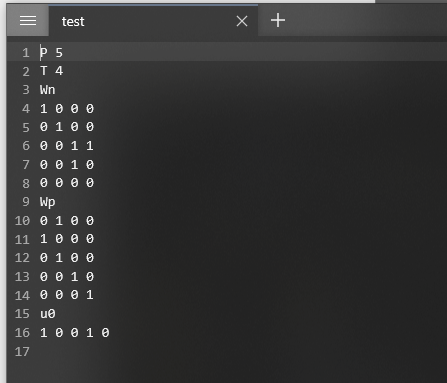 test
1 P 5
2 T 4
3 Wn
4 1 0 0 0
5 0 1 0 0
6 0 0 1 1
7 0 0 1 0
8 0 0 0 0
9 Wp
10 0 1 0 0
11 1 0 0 0
12 0 1 0 0
13 0 0 1 0
14 0 0 0 1
15 u0
16 1 0 0 1 0
17